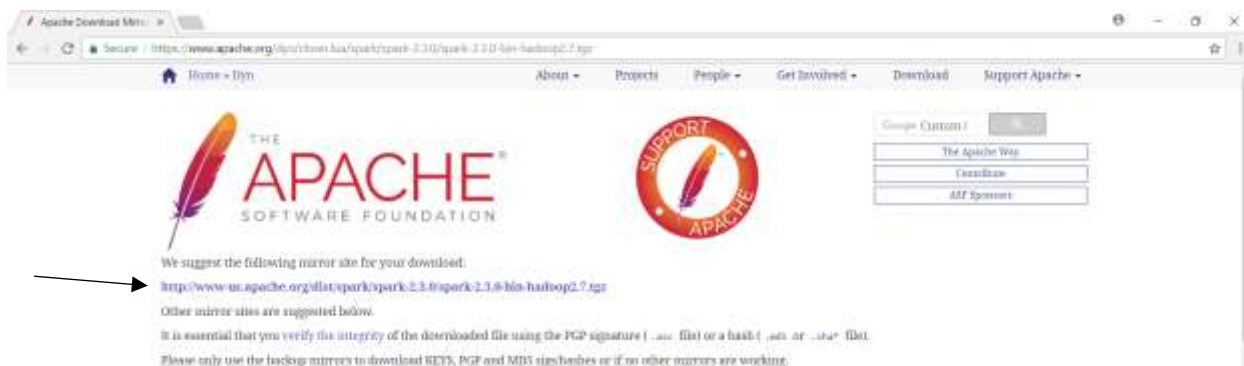 Apache Download Mirr
Secure https://www.apache.org/dyn/closer.lua/spark/spark-2.3.0/spark-2.3.0-bin-hadoop2.7.tgz
Home » Dyn About Projects People Get Involved Download Support Apache
Google Custom
The Apache Way
Contribute
ASF Sponsors
THE
APACHE®
SOFTWARE FOUNDATION
SUPPORT
APACHE
We suggest the following mirror site for your download:
http://www-us.apache.org/dist/spark/spark-2.3.0/spark-2.3.0-bin-hadoop2.7.tgz
Other mirror sites are suggested below.
It is essential that you verify the integrity of the downloaded file using the PGP signature ( .asc file) or a hash ( .md5 or .sha* file).
Please only use the backup mirrors to download KEYS, PGP and MD5 sigs/hashes or if no other mirrors are working.